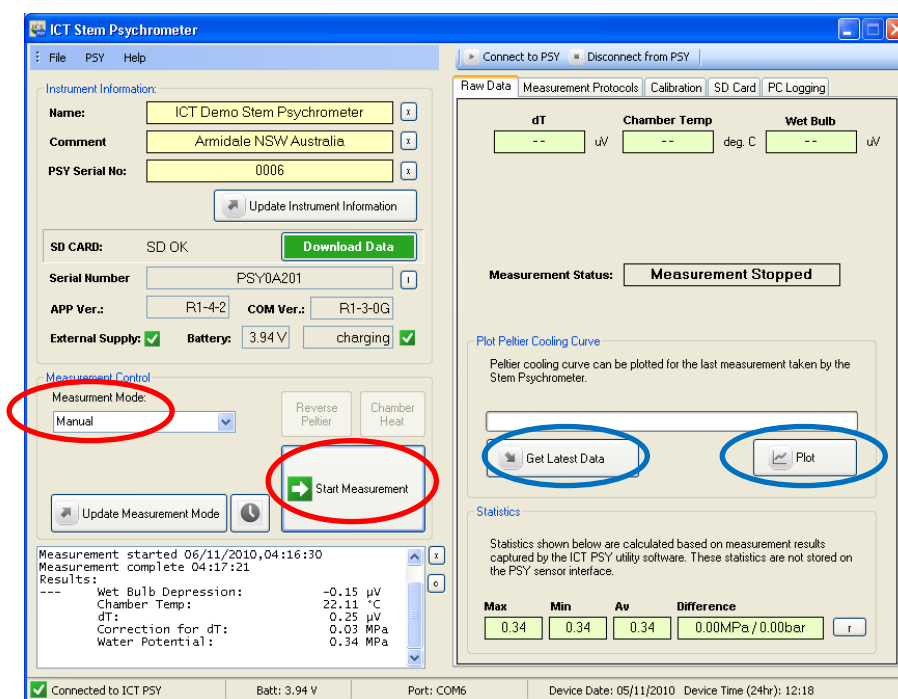 ICT Stem Psychrometer
File PSY Help
Connect to PSY Disconnect from PSY
Instrument Information:
Name: ICT Demo Stem Psychrometer x
Comment Armidale NSW Australia x
PSY Serial No: 0006 x
Update Instrument Information
SD CARD: SD OK Download Data
Serial Number PSY0A201 I
APP Ver.: R1-4-2 COM Ver.: R1-3-0G
External Supply: Battery: 3.94 V charging
Measurement Control
Measurment Mode:
Manual
Reverse Peltier
Chamber Heat
Start Measurement
Update Measurement Mode
Measurement started 06/11/2010,04:16:30
Measurement complete 04:17:21
Results:
--- Wet Bulb Depression: -0.15 µV
Chamber Temp: 22.11 °C
dT: 0.25 µV
Correction for dT: 0.03 MPa
Water Potential: 0.34 MPa
x
c
Raw Data Measurement Protocols Calibration SD Card PC Logging
dT Chamber Temp Wet Bulb
-- uV -- deg. C -- uV
Measurement Status: Measurement Stopped
Plot Peltier Cooling Curve
Peltier cooling curve can be plotted for the last measurement taken by the
Stem Psychrometer.
Get Latest Data Plot
Statistics
Statistics shown below are calculated based on measurement results
captured by the ICT PSY utility software. These statistics are not stored on
the PSY sensor interface.
Max Min Av Difference
0.34 0.34 0.34 0.00MPa / 0.00bar r
Connected to ICT PSY Batt: 3.94 V Port: COM6 Device Date: 05/11/2010 Device Time (24hr): 12:18